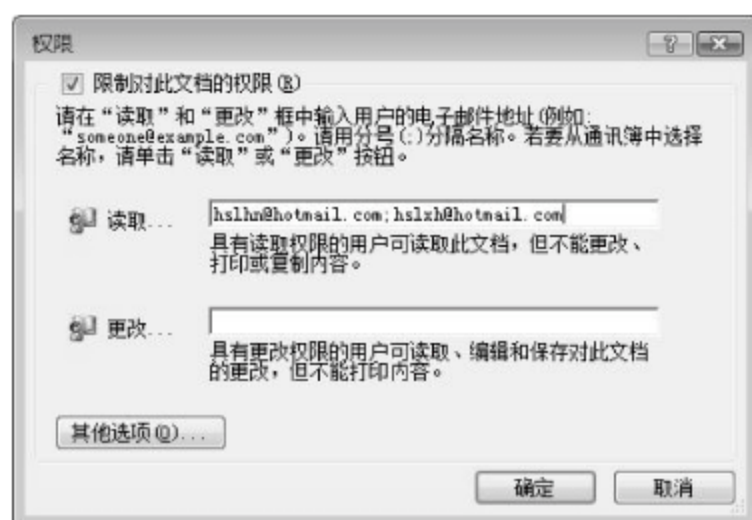 权限
限制对此文档的权限(R)
请在“读取”和“更改”框中输入用户的电子邮件地址(例如:
“someone@example.com”)。请用分号(;)分隔名称。若要从通讯簿中选择
名称，请单击“读取”或“更改”按钮。
读取... hslhn@hotmail.com;hslxh@hotmail.com
具有读取权限的用户可读取此文档，但不能更改、
打印或复制内容。
更改...
具有更改权限的用户可读取、编辑和保存对此文档
的更改，但不能打印内容。
其他选项(O)...
确定 取消